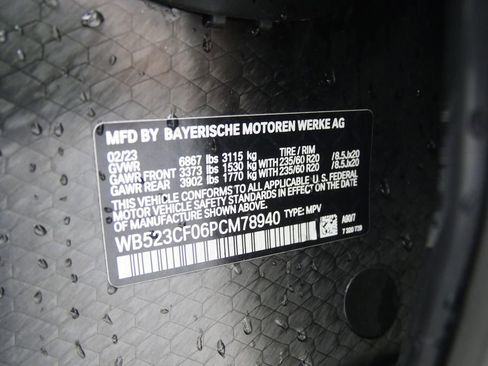 MFD BY BAYERISCHE MOTOREN WERKE AG
02/23 TIRE / RIM
GVWR 6867 lbs 3115 kg
GAWR FRONT 3373 lbs 1530 kg WITH 235/60 R20 /8.5Jx20
GAWR REAR 3902 lbs 1770 kg WITH 235/60 R20 /8.5Jx20
THIS VEHICLE CONFORMS TO ALL APPLICABLE U.S. FEDERAL
MOTOR VEHICLE SAFETY STANDARDS IN EFFECT ON THE DATE OF
MANUFACTURE SHOWN ABOVE.
WB523CF06PCM78940 TYPE: MPV